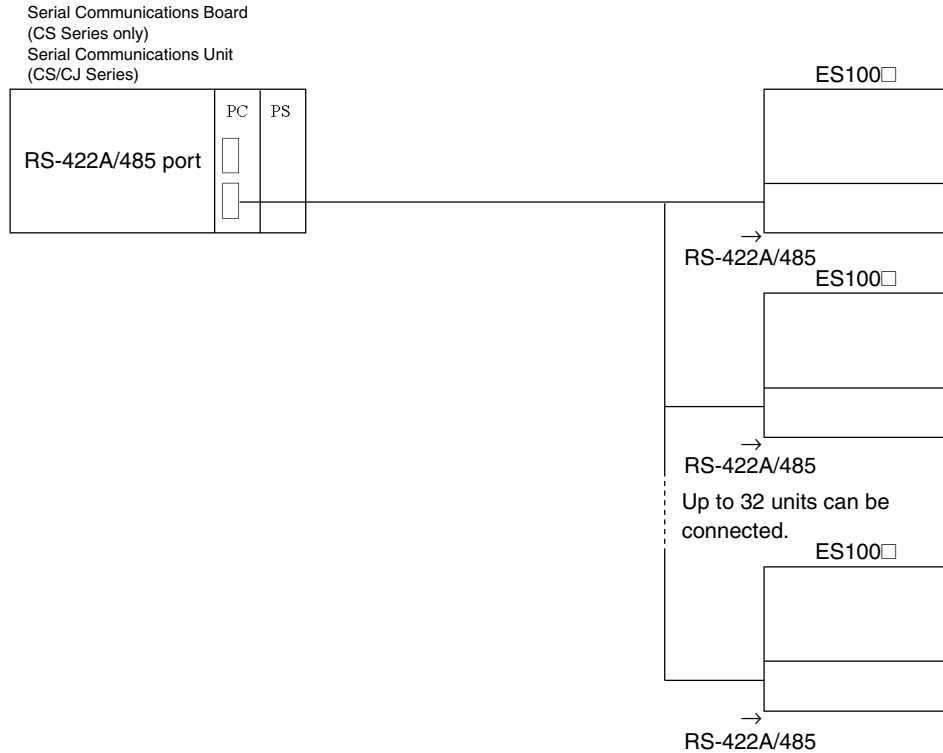 Serial Communications Board
(CS Series only)
Serial Communications Unit
(CS/CJ Series)
ES100□
PC
PS
RS-422A/485 port
RS-422A/485
ES100□
RS-422A/485
Up to 32 units can be
connected.
ES100□
RS-422A/485